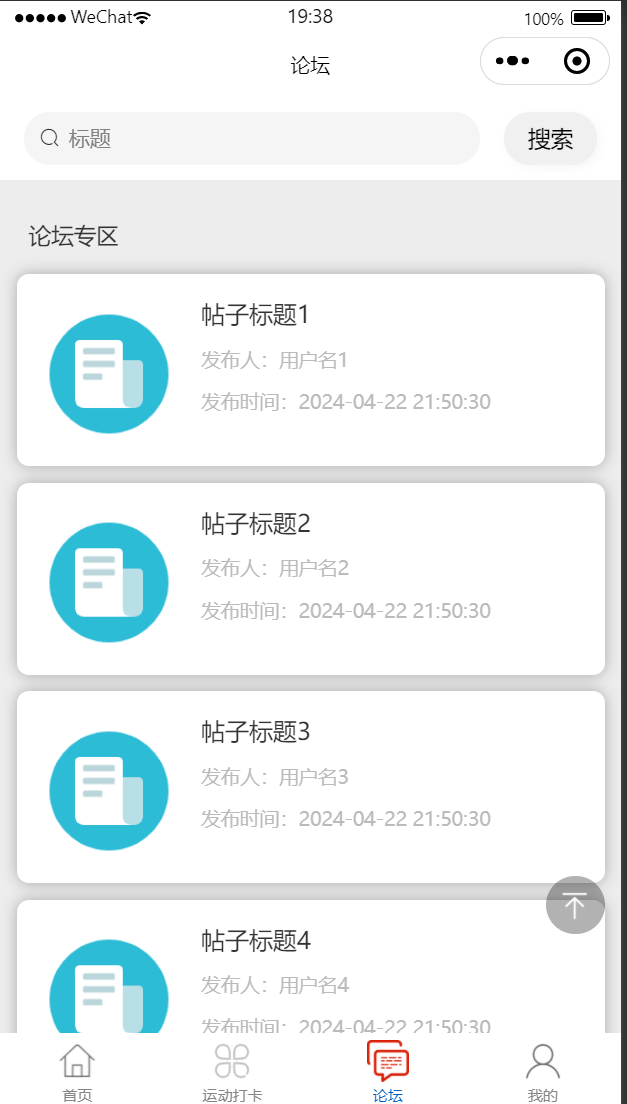 ●●●●● WeChat 19:38 100%
论坛
标题 搜索
论坛专区
帖子标题1
发布人：用户名1
发布时间：2024-04-22 21:50:30
帖子标题2
发布人：用户名2
发布时间：2024-04-22 21:50:30
帖子标题3
发布人：用户名3
发布时间：2024-04-22 21:50:30
帖子标题4
发布人：用户名4
发布时间：2024-04-22 21:50:30
首页 运动打卡 论坛 我的